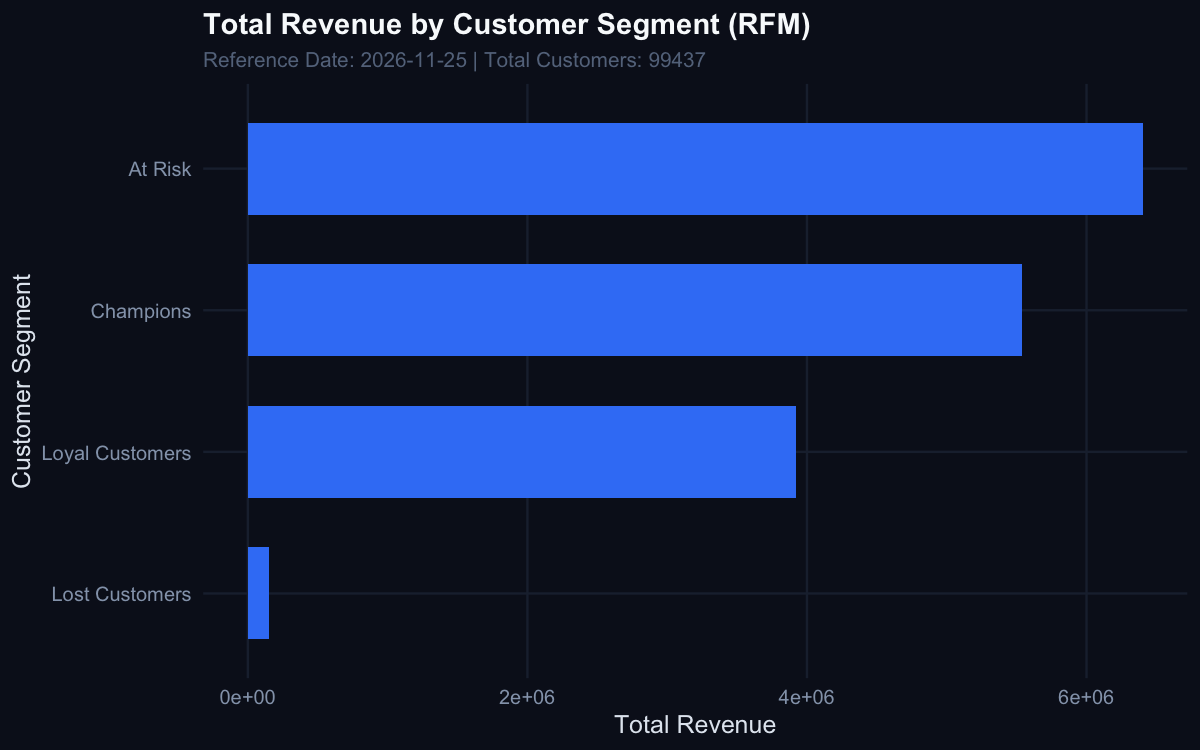 Total Revenue by Customer Segment (RFM)
Reference Date: 2026-11-25 | Total Customers: 99437
Customer Segment
At Risk
Champions
Loyal Customers
Lost Customers
0e+00
2e+06
4e+06
6e+06
Total Revenue